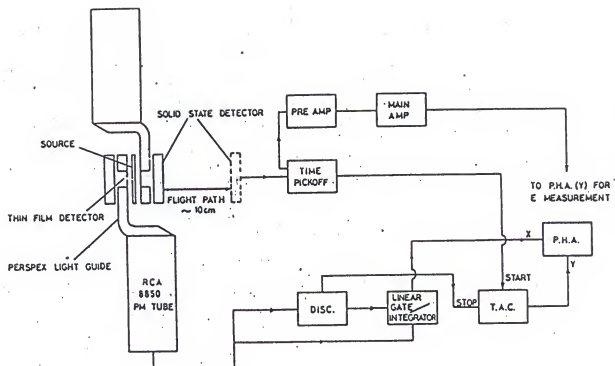 SOLID STATE DETECTOR
SOURCE
THIN FILM DETECTOR
PERSPEX LIGHT GUIDE
RCA
8850
PM TUBE
FLIGHT PATH
~ 10cm
PRE AMP
MAIN
AMP
TIME
PICKOFF
TO P.H.A. (Y) FOR
E MEASUREMENT
X
P.H.A.
Y
START
DISC.
LINEAR
GATE
INTEGRATOR
STOP
T.A.C.